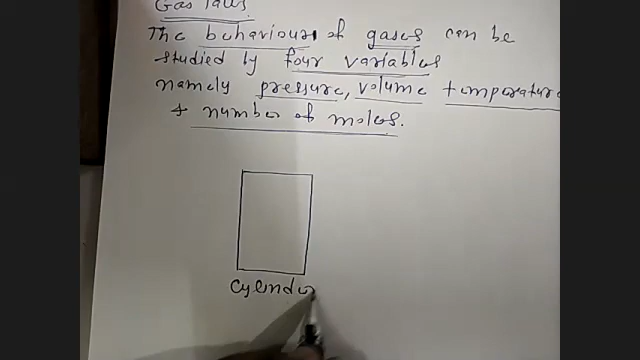 Gas laws
The behaviour of gases can be
studied by four variables
namely pressure, volume temperature
& number of moles.
cylinder